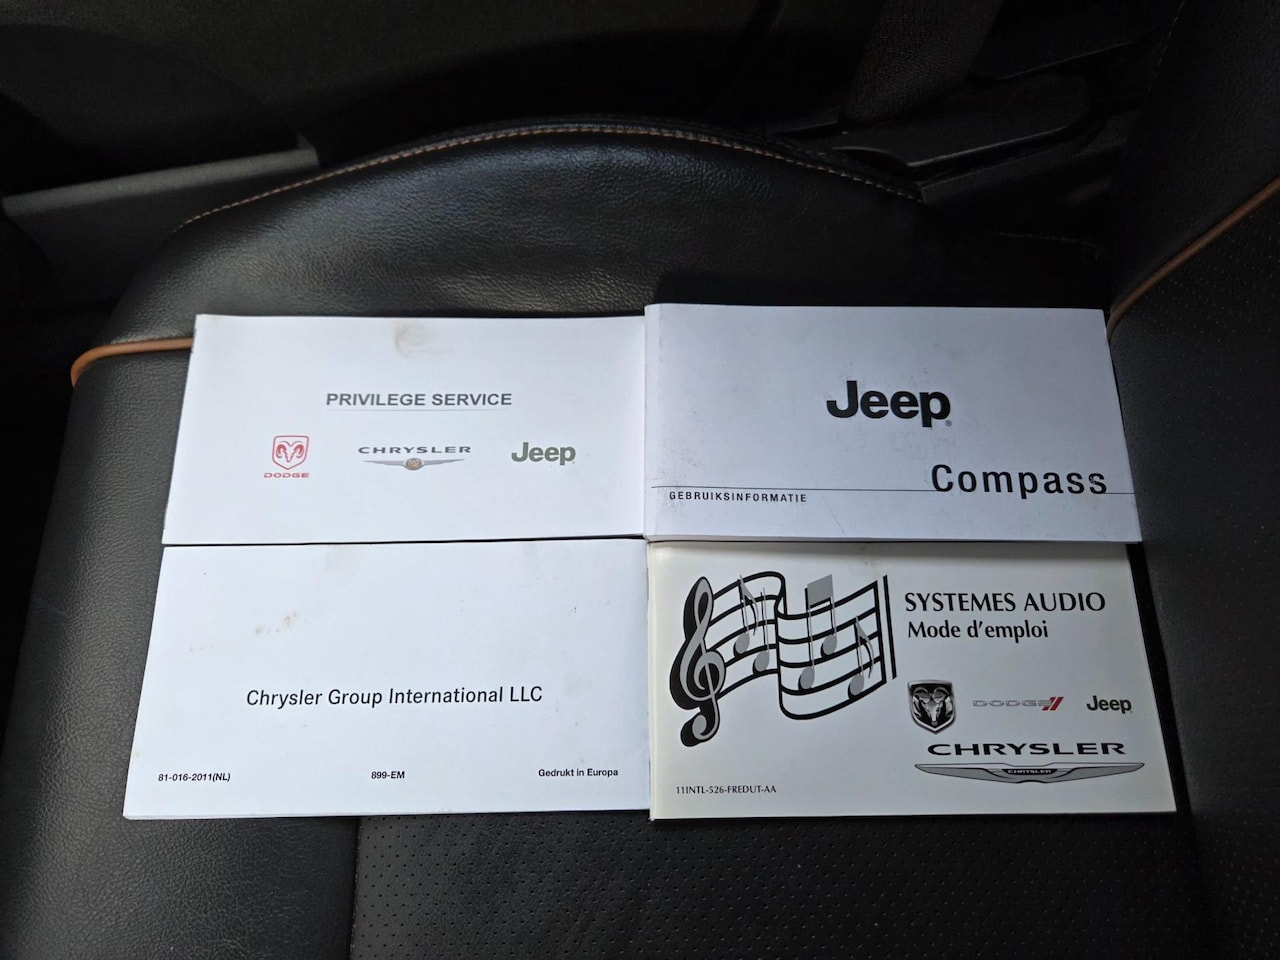 PRIVILEGE SERVICE
DODGE
CHRYSLER
Jeep
Jeep®
Compass
GEBRUIKSINFORMATIE
Chrysler Group International LLC
81-016-2011(NL) 899-EM Gedrukt in Europa
SYSTEMES AUDIO
Mode d'emploi
DODGE
Jeep
CHRYSLER
CHRYSLER
11INTL-526-FREDUT-AA